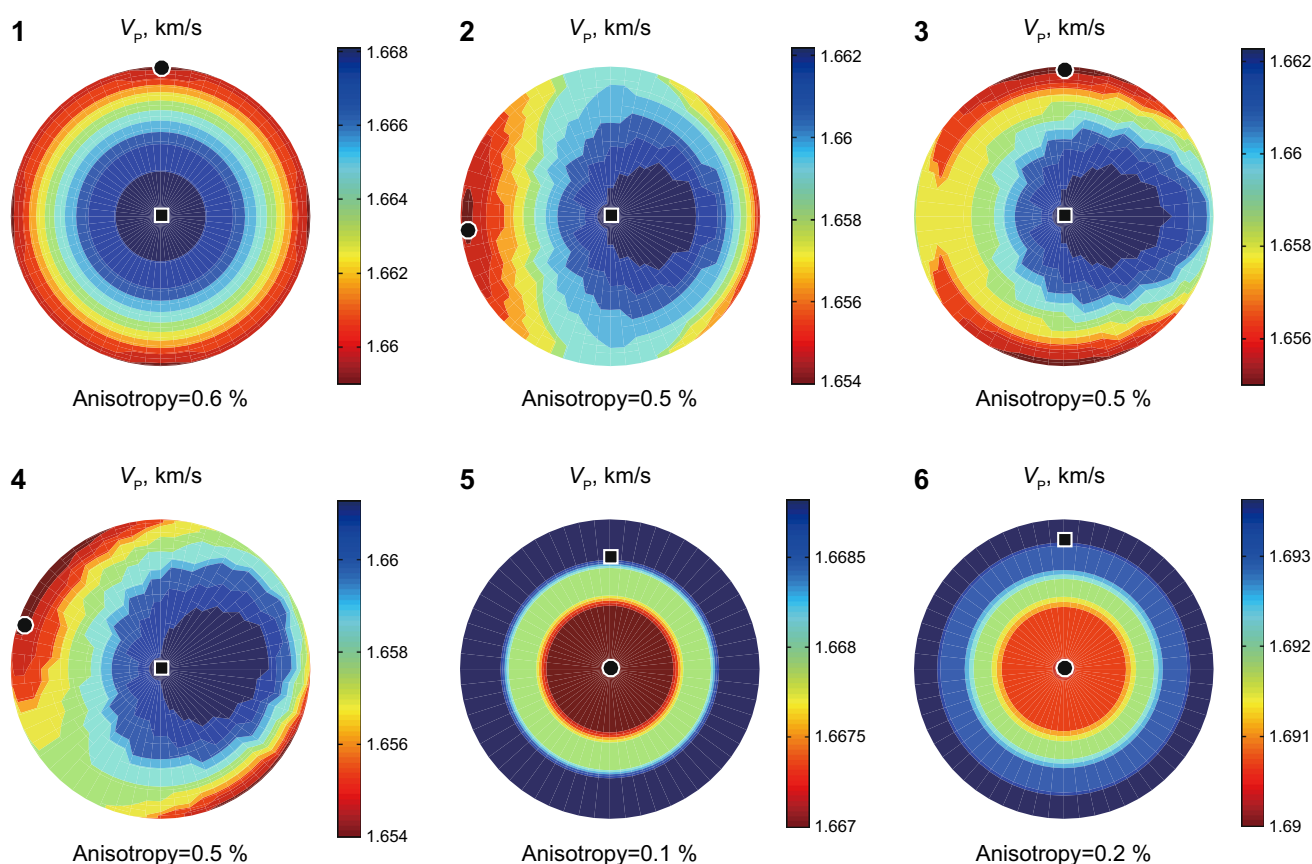 1
V_P, km/s
1.668
1.666
1.664
1.662
1.66
Anisotropy=0.6 %
2
V_P, km/s
1.662
1.66
1.658
1.656
1.654
Anisotropy=0.5 %
3
V_P, km/s
1.662
1.66
1.658
1.656
Anisotropy=0.5 %
4
V_P, km/s
1.66
1.658
1.656
1.654
Anisotropy=0.5 %
5
V_P, km/s
1.6685
1.668
1.6675
1.667
Anisotropy=0.1 %
6
V_P, km/s
1.693
1.692
1.691
1.69
Anisotropy=0.2 %